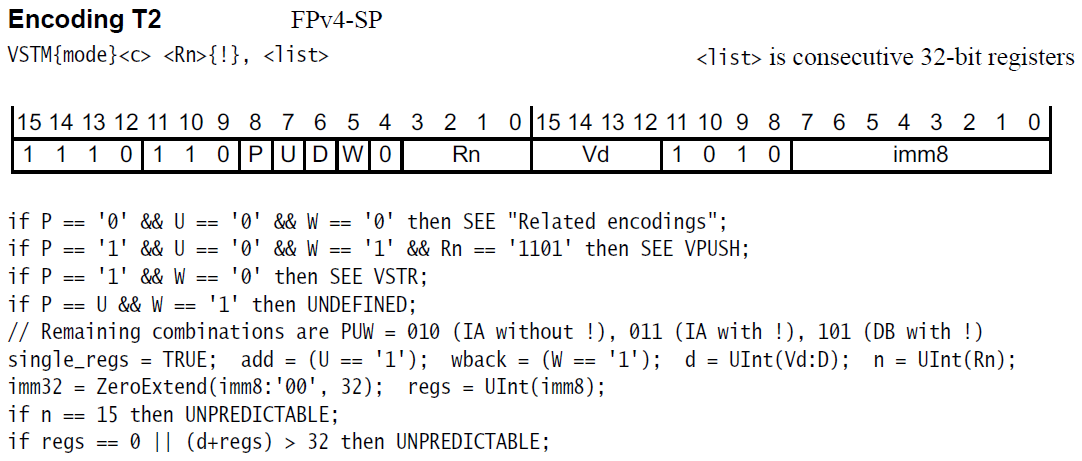 Encoding T2 FPv4-SP
VSTM{mode}<c> <Rn>{!}, <list> <list> is consecutive 32-bit registers
15 14 13 12 11 10 9 8 7 6 5 4 3 2 1 0 15 14 13 12 11 10 9 8 7 6 5 4 3 2 1 0
1 1 1 0 1 1 0 P U D W 0 Rn Vd 1 0 1 0 imm8
if P == '0' && U == '0' && W == '0' then SEE "Related encodings";
if P == '1' && U == '0' && W == '1' && Rn == '1101' then SEE VPUSH;
if P == '1' && W == '0' then SEE VSTR;
if P == U && W == '1' then UNDEFINED;
// Remaining combinations are PUW = 010 (IA without !), 011 (IA with !), 101 (DB with !)
single_regs = TRUE; add = (U == '1'); wback = (W == '1'); d = UInt(Vd:D); n = UInt(Rn);
imm32 = ZeroExtend(imm8:'00', 32); regs = UInt(imm8);
if n == 15 then UNPREDICTABLE;
if regs == 0 || (d+regs) > 32 then UNPREDICTABLE;